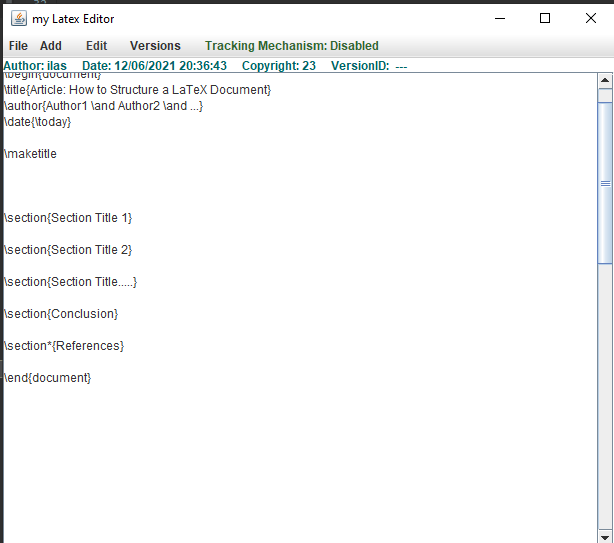 my Latex Editor
File Add Edit Versions Tracking Mechanism: Disabled
Author: ilas Date: 12/06/2021 20:36:43 Copyright: 23 VersionID: ---
\begin{document}
\title{Article: How to Structure a LaTeX Document}
\author{Author1 \and Author2 \and ...}
\date{\today}
\maketitle
\section{Section Title 1}
\section{Section Title 2}
\section{Section Title.....}
\section{Conclusion}
\section*{References}
\end{document}